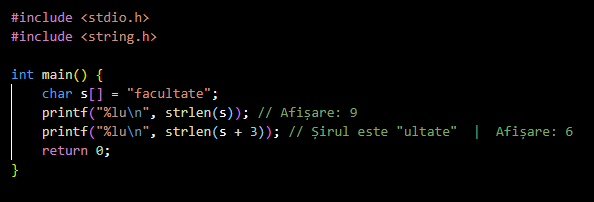 #include <stdio.h>
#include <string.h>

int main() {
    char s[] = "facultate";
    printf("%lu\n", strlen(s)); // Afișare: 9
    printf("%lu\n", strlen(s + 3)); // Șirul este "ultate"  |  Afișare: 6
    return 0;
}